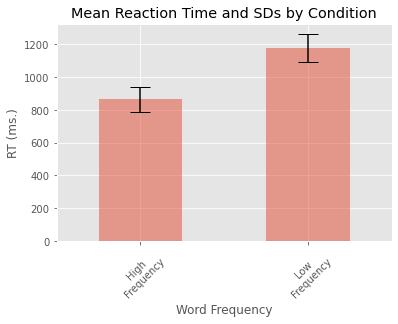 Mean Reaction Time and SDs by Condition
1200
1000
800
600
400
200
0
RT (ms.)
High
Frequency
Low
Frequency
Word Frequency